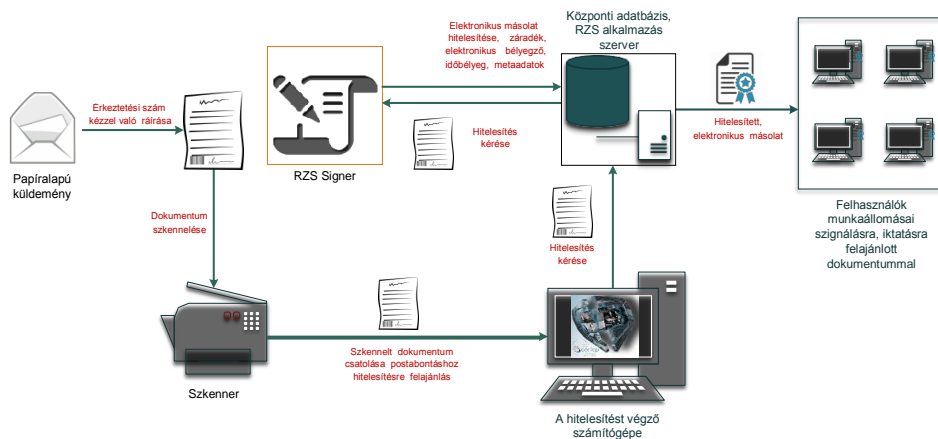 Papíralapú
küldemény
Erkeztetési szám
kézzel való ráírása
Dokumentum
szkennelése
Szkenner
Szkennelt dokumentum
csatolása postabontáshoz
hitelesítésre felajánlás
A hitelesítést végző
számítógépe
Hitelesítés
kérése
Központi adatbázis,
RZS alkalmazás
szerver
Hitelesítés
kérése
RZS Signer
Elektronikus másolat
hitelesítése, záradék,
elektronikus bélyegző,
időbélyeg, metaadatok
Hitelesített,
elektronikus másolat
Felhasználók
munkaállomásai
szignálásra, iktatásra
felajánlott
dokumentummal